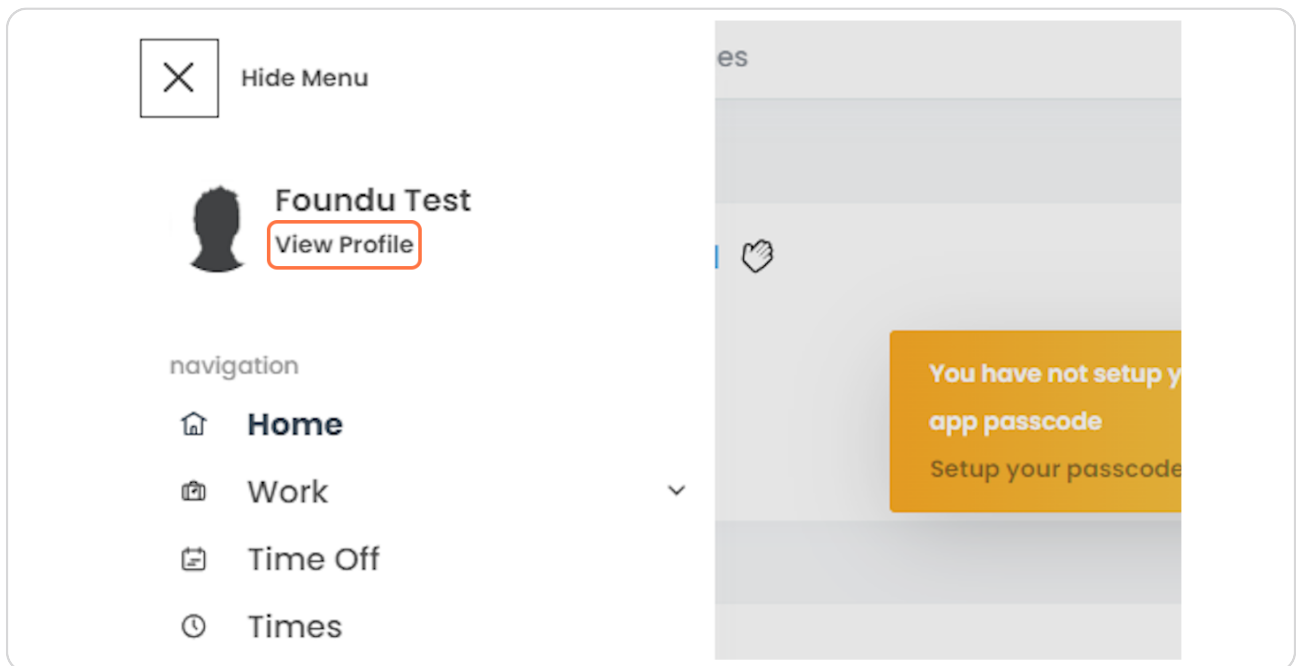 Hide Menu
es
Foundu Test
View Profile
navigation
Home
Work
Time Off
Times
You have not setup y
app passcode
Setup your passcode